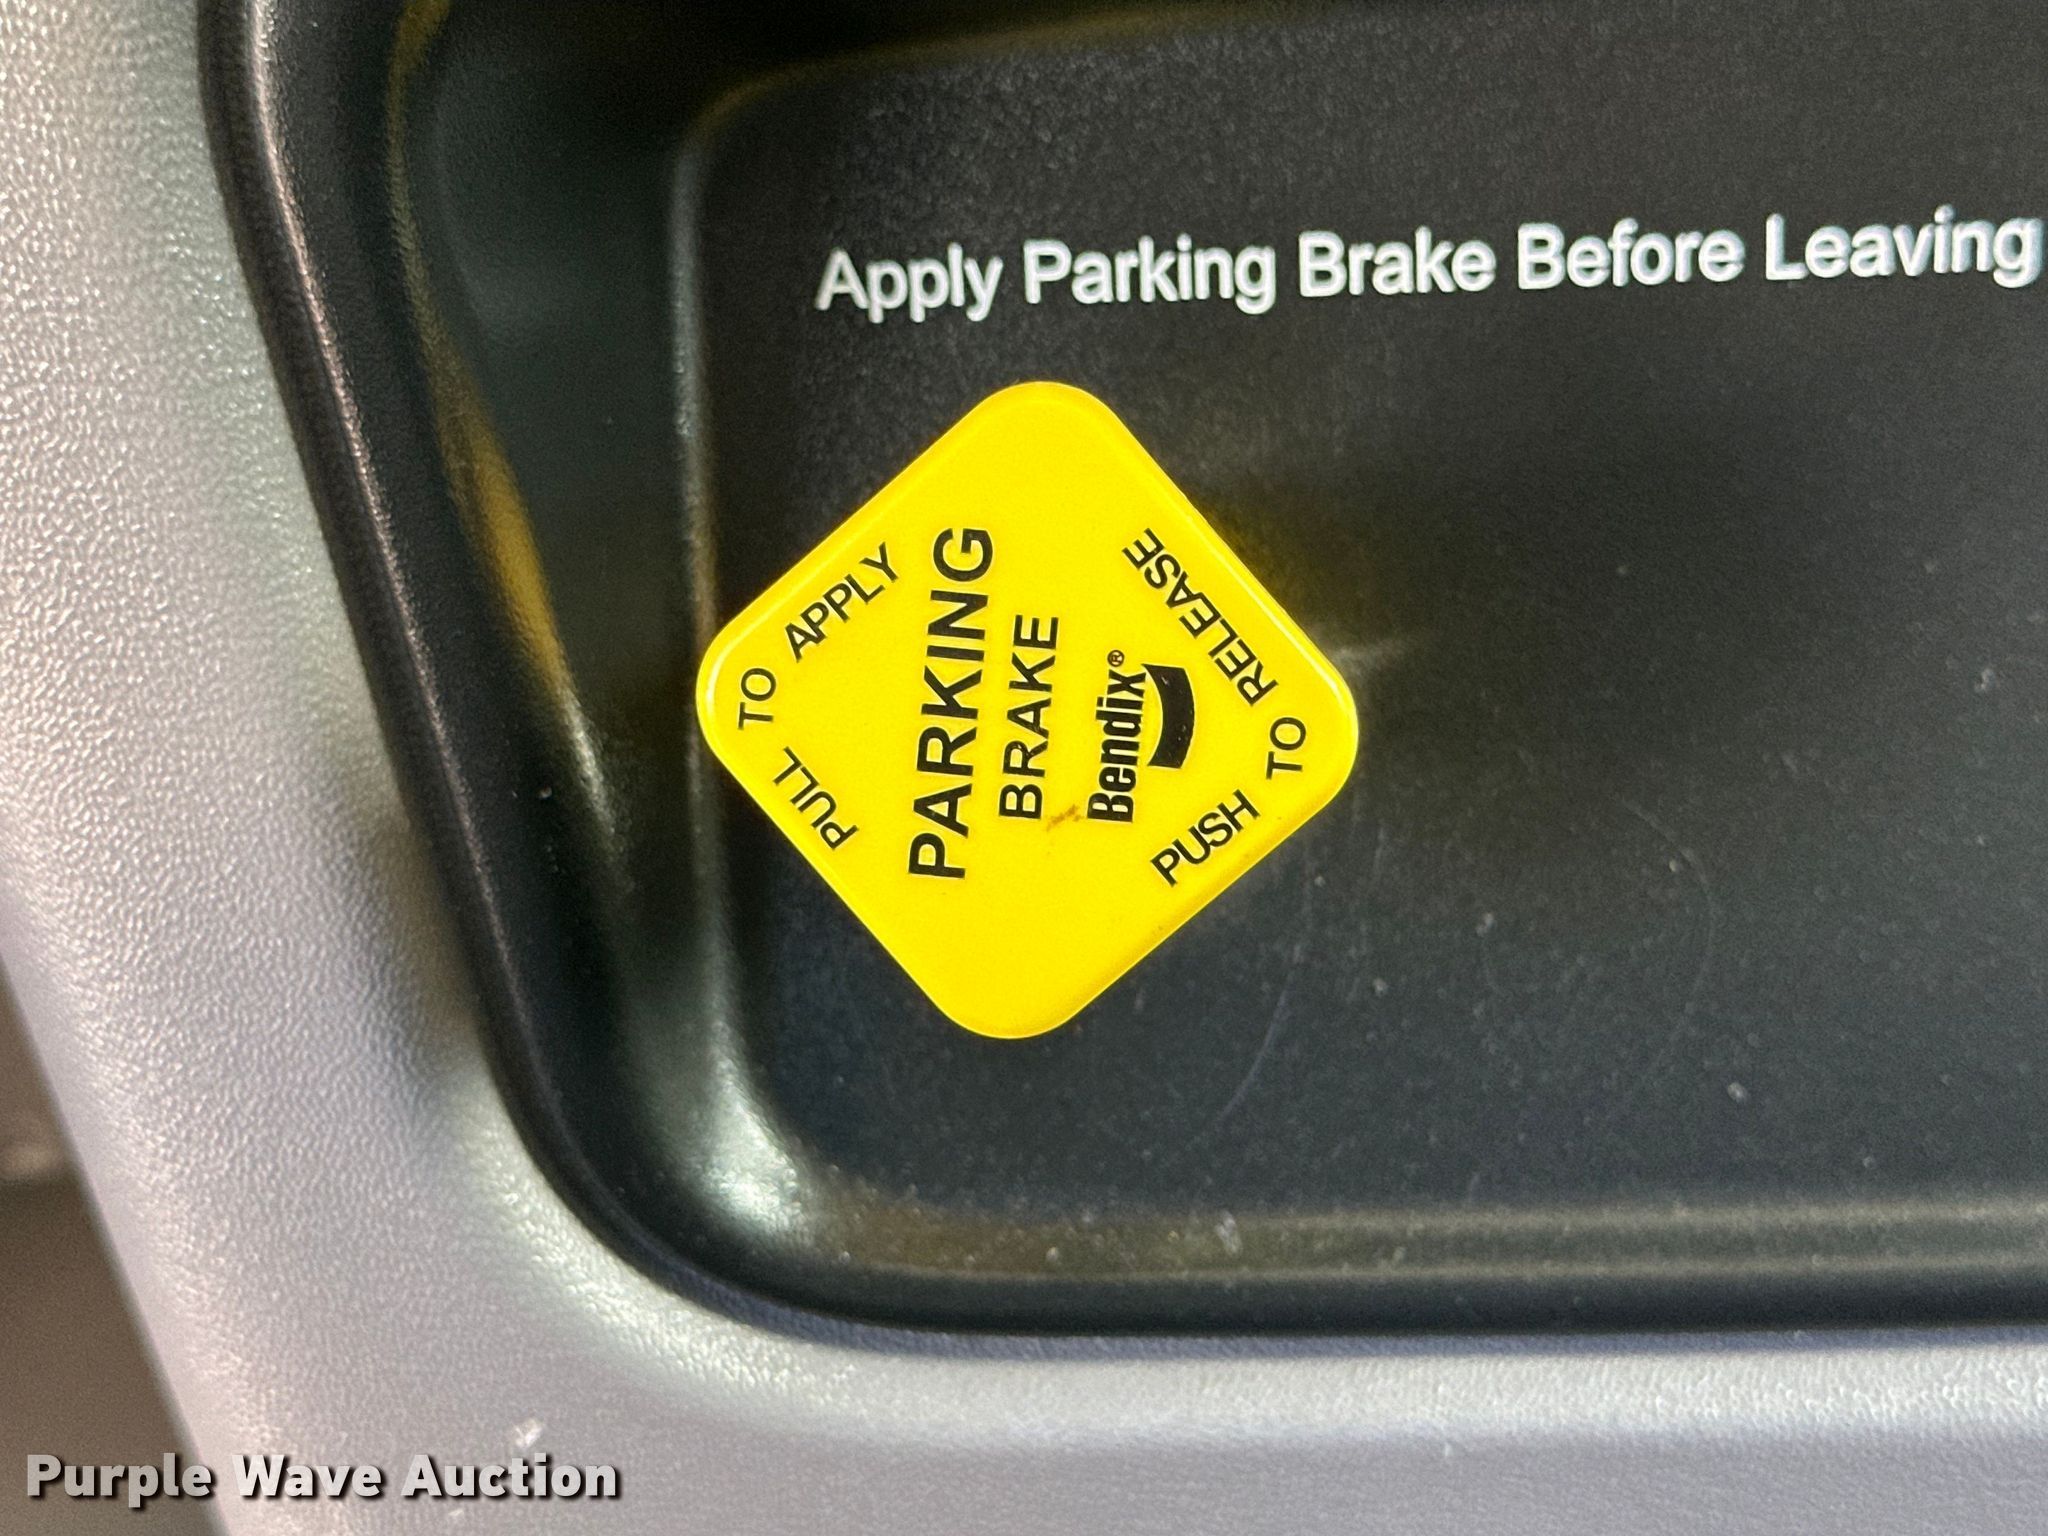 Apply Parking Brake Before Leaving
PULL TO APPLY
PARKING
BRAKE
Bendix®
PUSH TO RELEASE
Purple Wave Auction